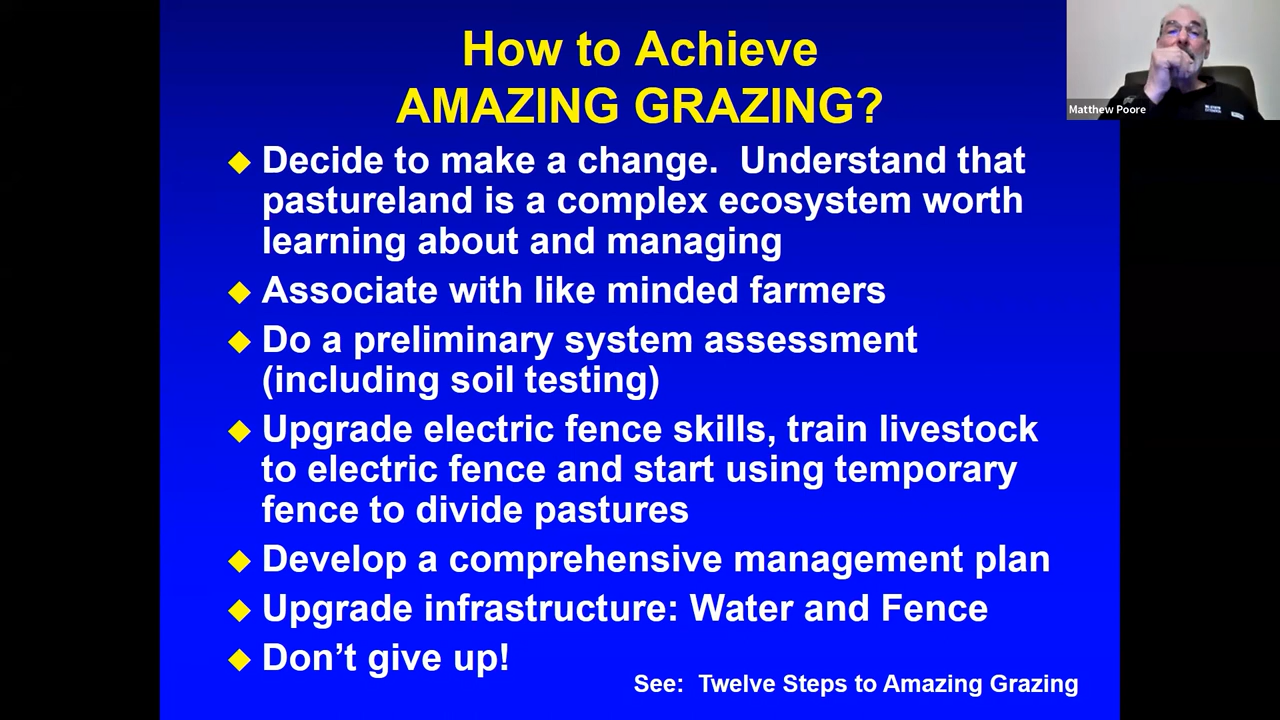 How to Achieve
AMAZING GRAZING?
Matthew Poore
Decide to make a change.  Understand that
pastureland is a complex ecosystem worth
learning about and managing
Associate with like minded farmers
Do a preliminary system assessment
(including soil testing)
Upgrade electric fence skills, train livestock
to electric fence and start using temporary
fence to divide pastures
Develop a comprehensive management plan
Upgrade infrastructure: Water and Fence
Don’t give up!
See:  Twelve Steps to Amazing Grazing